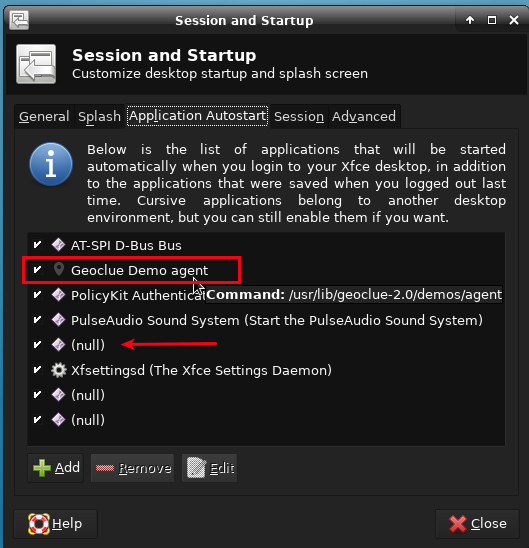 Session and Startup
Session and Startup
Customize desktop startup and splash screen
General Splash Application Autostart Session Advanced
Below is the list of applications that will be started
automatically when you login to your Xfce desktop, in addition
to the applications that were saved when you logged out last
time. Cursive applications belong to another desktop
environment, but you can still enable them if you want.
AT-SPI D-Bus Bus
Geoclue Demo agent
PolicyKit Authenticat Command: /usr/lib/geoclue-2.0/demos/agent
PulseAudio Sound System (Start the PulseAudio Sound System)
(null)
Xfsettingsd (The Xfce Settings Daemon)
(null)
(null)
Add Remove Edit
Help Close